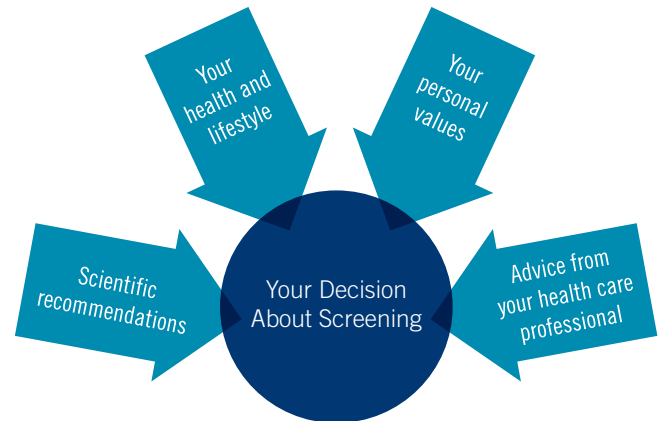 Your
health and
lifestyle
Your
personal
values
Scientific
recommendations
Your Decision
About Screening
Advice from
your health care
professional